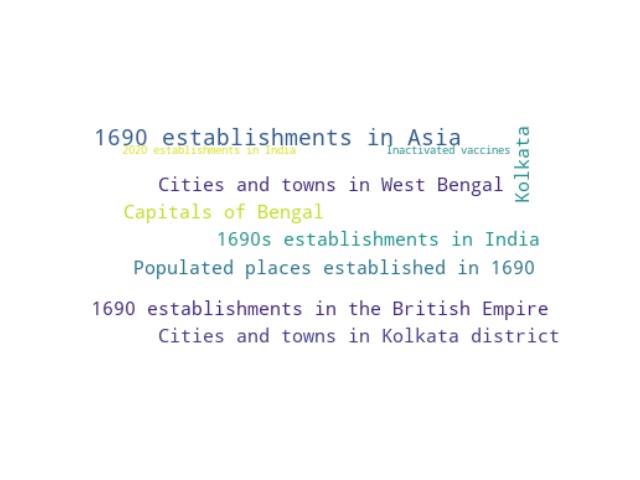 1690 establishments in Asia
2020 establishments in India
Inactivated vaccines
Kolkata
Cities and towns in West Bengal
Capitals of Bengal
1690s establishments in India
Populated places established in 1690
1690 establishments in the British Empire
Cities and towns in Kolkata district